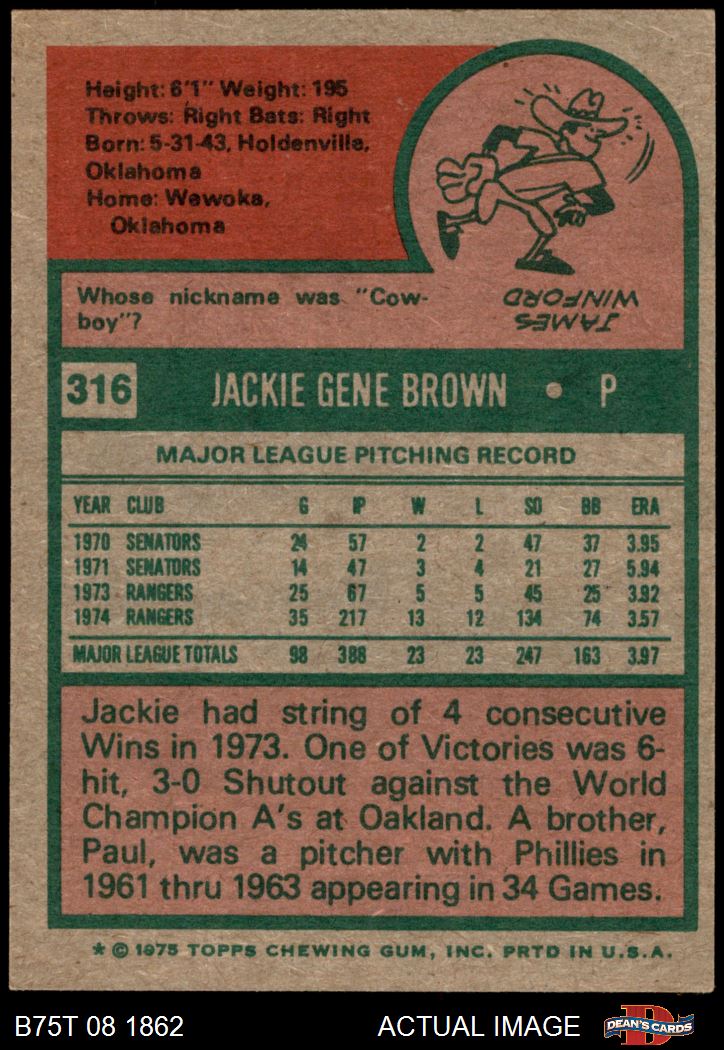 Height: 6'1" Weight: 195
Throws: Right Bats: Right
Born: 5-31-43, Holdenville,
Oklahoma
Home: Wewoka,
Oklahoma
Whose nickname was "Cow-
boy"?
JAMES
WINFORD
316 JACKIE GENE BROWN • P
MAJOR LEAGUE PITCHING RECORD
YEAR CLUB G IP W L SO BB ERA
1970 SENATORS 24 57 2 2 47 37 3.95
1971 SENATORS 14 47 3 4 21 27 5.94
1973 RANGERS 25 67 5 5 45 25 3.92
1974 RANGERS 35 217 13 12 134 74 3.57
MAJOR LEAGUE TOTALS 98 388 23 23 247 163 3.97
Jackie had string of 4 consecutive
Wins in 1973. One of Victories was 6-
hit, 3-0 Shutout against the World
Champion A's at Oakland. A brother,
Paul, was a pitcher with Phillies in
1961 thru 1963 appearing in 34 Games.
* © 1975 TOPPS CHEWING GUM, INC. PRTD IN U.S.A.
B75T 08 1862 ACTUAL IMAGE D DEAN'S CARDS